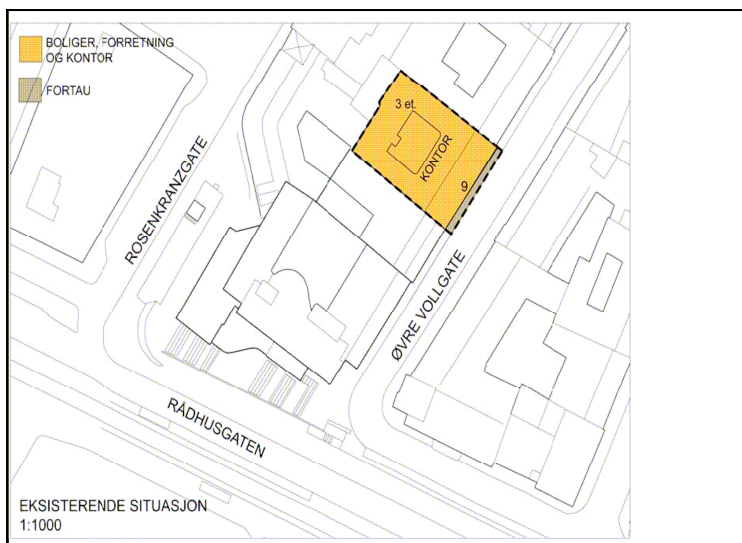 BOLIGER, FORRETNING
OG KONTOR
FORTAU
3 et.
KONTOR
9
ROSENKRANZGATE
ØVRE VOLLGATE
RÅDHUSGATEN
EKSISTERENDE SITUASJON
1:1000